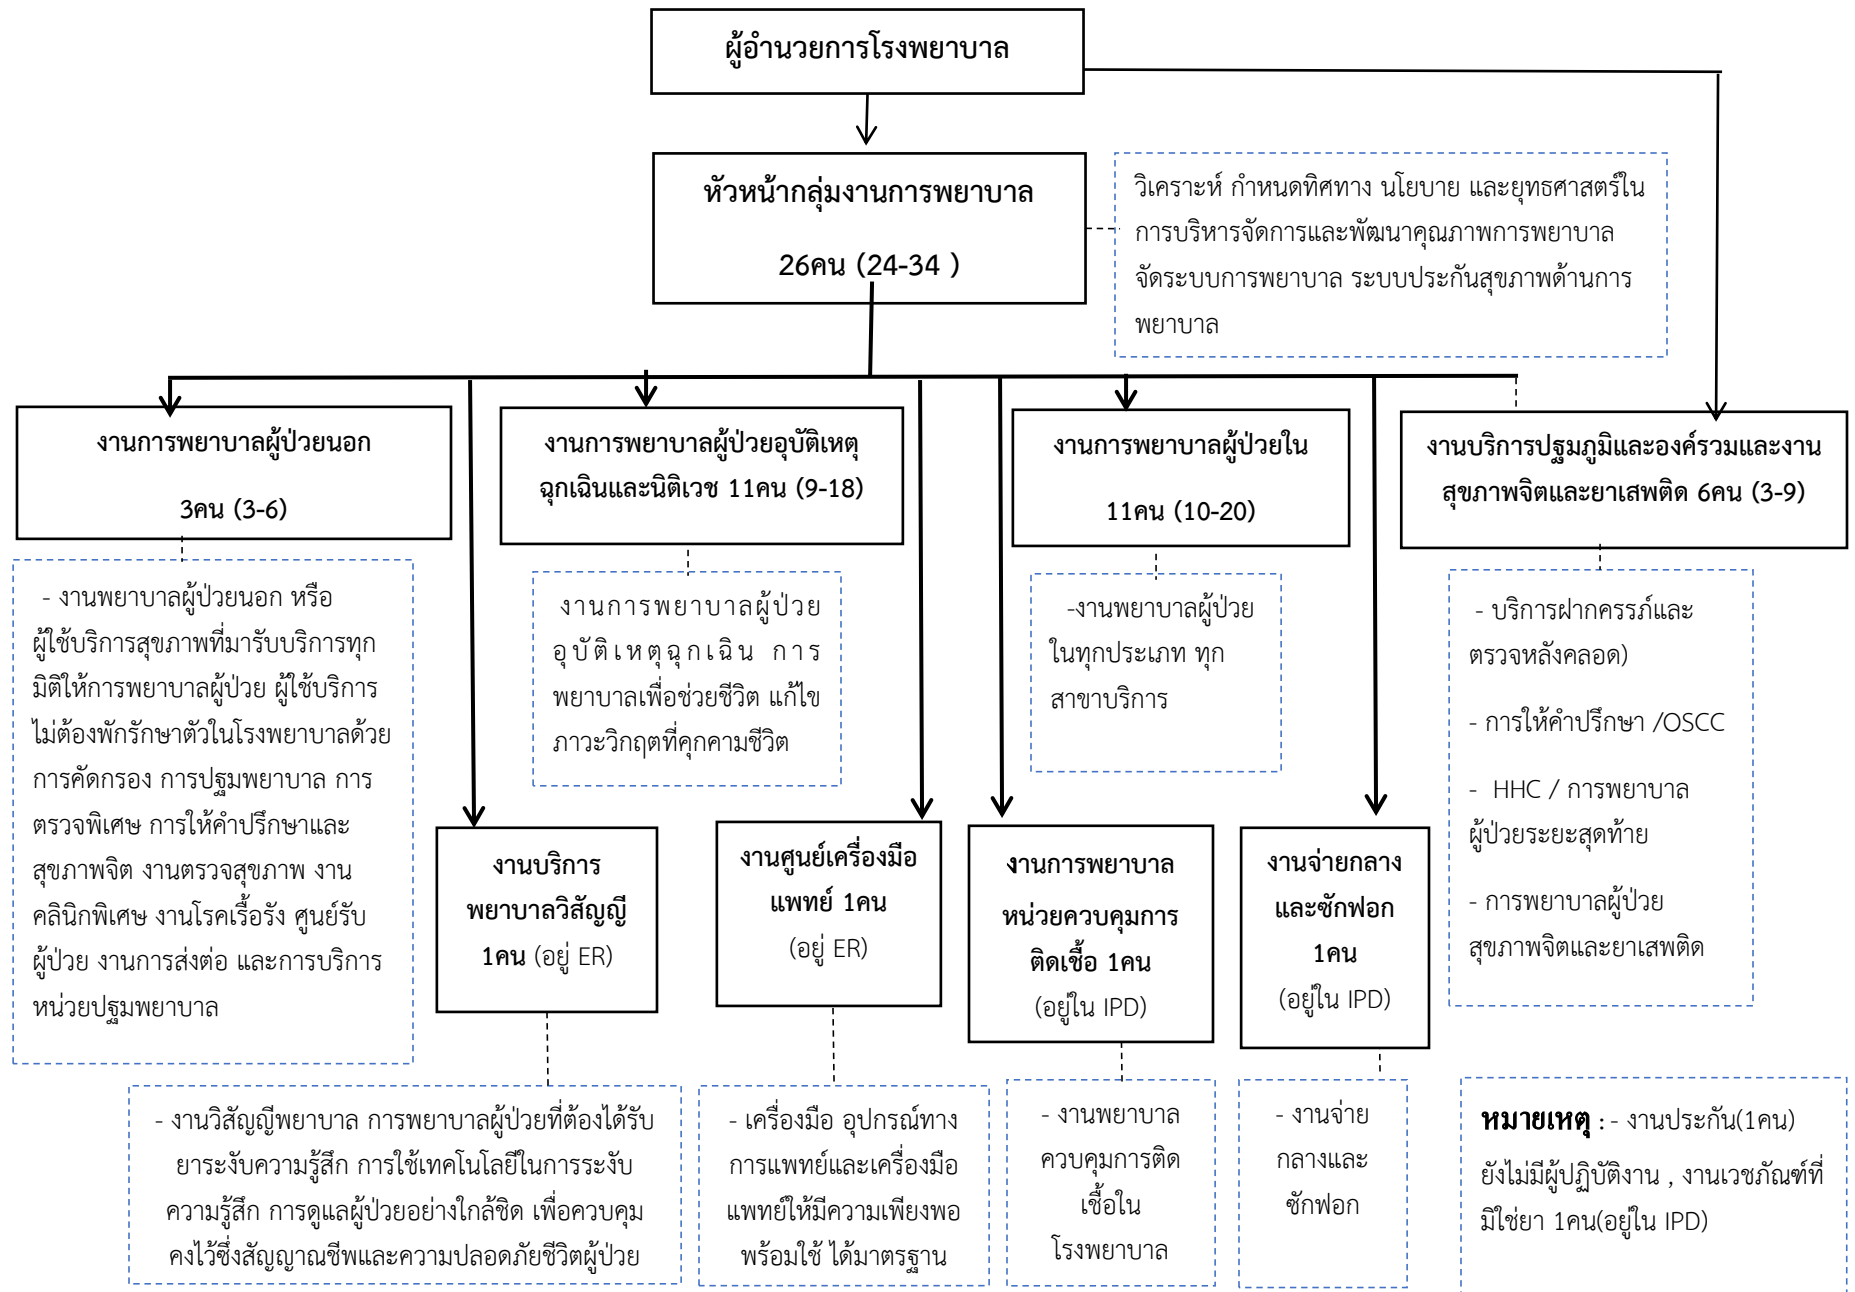 ผู้อำนวยการโรงพยาบาล
หัวหน้ากลุ่มงานการพยาบาล
26คน (24-34 )
วิเคราะห์ กำหนดทิศทาง นโยบาย และยุทธศาสตร์ใน
การบริหารจัดการและพัฒนาคุณภาพการพยาบาล
จัดระบบการพยาบาล ระบบประกันสุขภาพด้านการ
พยาบาล
งานการพยาบาลผู้ป่วยนอก
3คน (3-6)
งานการพยาบาลผู้ป่วยอุบัติเหตุ
ฉุกเฉินและนิติเวช 11คน (9-18)
งานการพยาบาลผู้ป่วยใน
11คน (10-20)
งานบริการปฐมภูมิและองค์รวมและงาน
สุขภาพจิตและยาเสพติด 6คน (3-9)
- งานพยาบาลผู้ป่วยนอก หรือ
ผู้ใช้บริการสุขภาพที่มารับบริการทุก
มิติให้การพยาบาลผู้ป่วย ผู้ใช้บริการ
ไม่ต้องพักรักษาตัวในโรงพยาบาลด้วย
การคัดกรอง การปฐมพยาบาล การ
ตรวจพิเศษ การให้คำปรึกษาและ
สุขภาพจิต งานตรวจสุขภาพ งาน
คลินิกพิเศษ งานโรคเรื้อรัง ศูนย์รับ
ผู้ป่วย งานการส่งต่อ และการบริการ
หน่วยปฐมพยาบาล
งานการพยาบาลผู้ป่วย
อุบัติเหตุฉุกเฉิน การ
พยาบาลเพื่อช่วยชีวิต แก้ไข
ภาวะวิกฤตที่คุกคามชีวิต
-งานพยาบาลผู้ป่วย
ในทุกประเภท ทุก
สาขาบริการ
- บริการฝากครรภ์และ
ตรวจหลังคลอด)
- การให้คำปรึกษา /OSCC
- HHC / การพยาบาล
ผู้ป่วยระยะสุดท้าย
- การพยาบาลผู้ป่วย
สุขภาพจิตและยาเสพติด
งานบริการ
พยาบาลวิสัญญี
1คน (อยู่ ER)
งานศูนย์เครื่องมือ
แพทย์ 1คน
(อยู่ ER)
งานการพยาบาล
หน่วยควบคุมการ
ติดเชื้อ 1คน
(อยู่ใน IPD)
งานจ่ายกลาง
และซักฟอก
1คน
(อยู่ใน IPD)
- งานวิสัญญีพยาบาล การพยาบาลผู้ป่วยที่ต้องได้รับ
ยาระงับความรู้สึก การใช้เทคโนโลยีในการระงับ
ความรู้สึก การดูแลผู้ป่วยอย่างใกล้ชิด เพื่อควบคุม
คงไว้ซึ่งสัญญาณชีพและความปลอดภัยชีวิตผู้ป่วย
- เครื่องมือ อุปกรณ์ทาง
การแพทย์และเครื่องมือ
แพทย์ให้มีความเพียงพอ
พร้อมใช้ ได้มาตรฐาน
- งานพยาบาล
ควบคุมการติด
เชื้อใน
โรงพยาบาล
- งานจ่าย
กลางและ
ซักฟอก
หมายเหตุ : - งานประกัน(1คน)
ยังไม่มีผู้ปฏิบัติงาน , งานเวชภัณฑ์ที่
มิใช่ยา 1คน(อยู่ใน IPD)